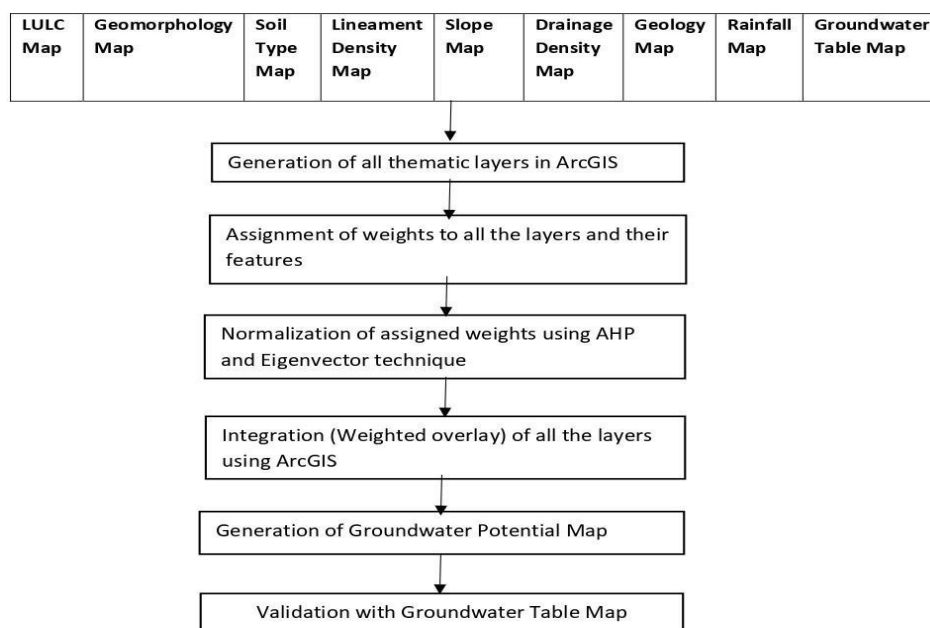 LULC Map
Geomorphology Map
Soil Type Map
Lineament Density Map
Slope Map
Drainage Density Map
Geology Map
Rainfall Map
Groundwater Table Map
Generation of all thematic layers in ArcGIS
Assignment of weights to all the layers and their
features
Normalization of assigned weights using AHP
and Eigenvector technique
Integration (Weighted overlay) of all the layers
using ArcGIS
Generation of Groundwater Potential Map
Validation with Groundwater Table Map